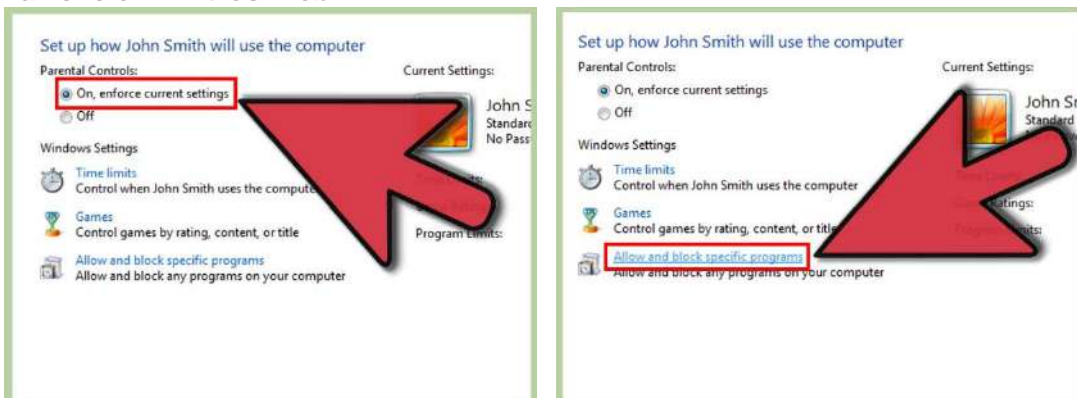 Set up how John Smith will use the computer
Parental Controls:
Current Settings:
On, enforce current settings
Off
John S
Standard
No Pass
Windows Settings
Time limits
Control when John Smith uses the compute
Games
Control games by rating, content, or title
Program Limits:
Allow and block specific programs
Allow and block any programs on your computer
Set up how John Smith will use the computer
Parental Controls:
Current Settings:
On, enforce current settings
Off
John Sr
Standard
Windows Settings
Time limits
Control when John Smith uses the computer
Time Limits:
Games
Control games by rating, content, or title
Ratings:
Program Limits:
Allow and block specific programs
Allow and block any programs on your computer